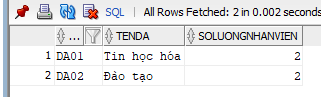 SQL | All Rows Fetched: 2 in 0.002 seconds
... TENDA SOLUONGNHANVIEN
1 DA01 Tin học hóa 2
2 DA02 Đào tạo 2